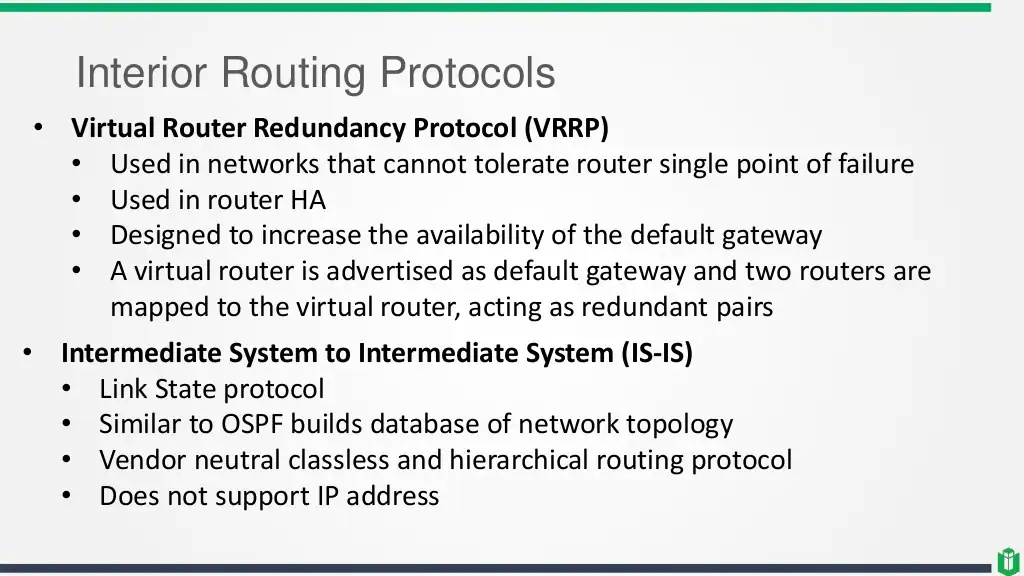 Interior Routing Protocols
• Virtual Router Redundancy Protocol (VRRP)
• Used in networks that cannot tolerate router single point of failure
• Used in router HA
• Designed to increase the availability of the default gateway
• A virtual router is advertised as default gateway and two routers are
mapped to the virtual router, acting as redundant pairs
• Intermediate System to Intermediate System (IS-IS)
• Link State protocol
• Similar to OSPF builds database of network topology
• Vendor neutral classless and hierarchical routing protocol
• Does not support IP address